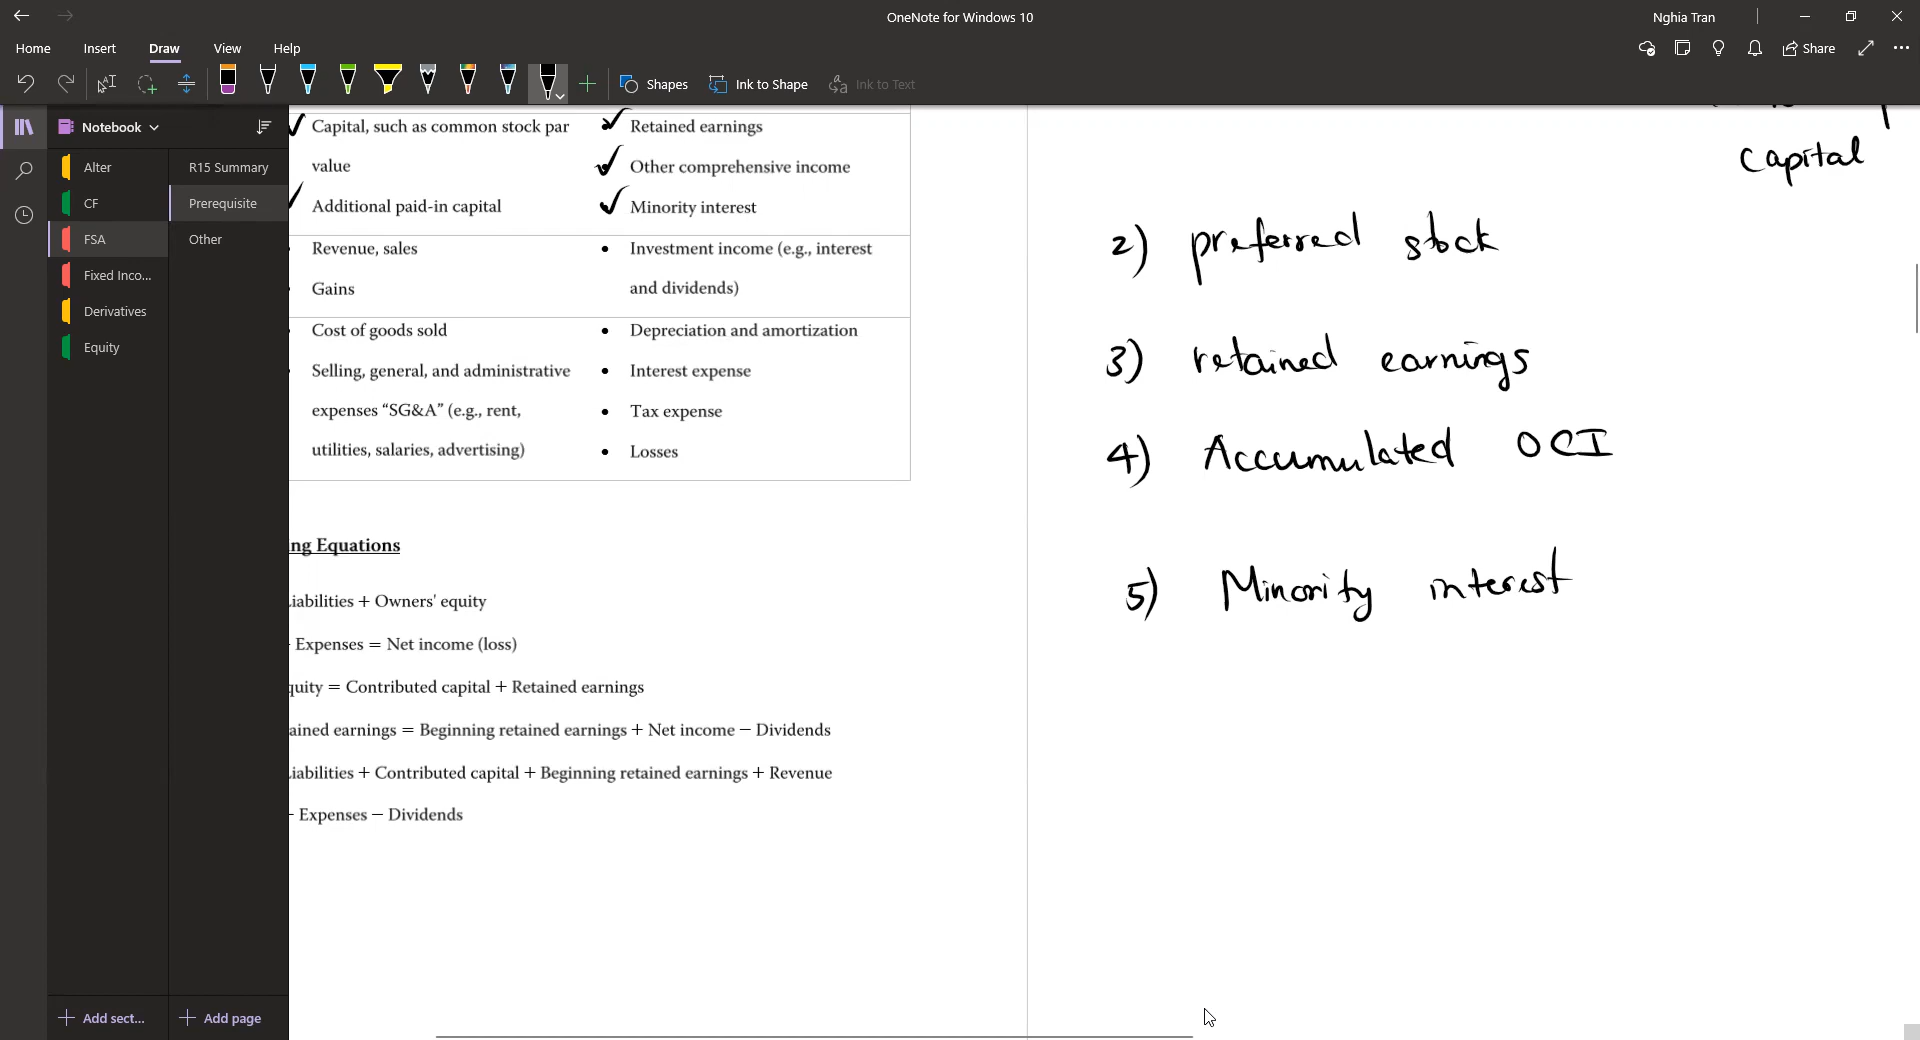 OneNote for Windows 10
Nghia Tran
Home Insert Draw View Help
Share
Shapes Ink to Shape Ink to Text
Notebook
Alter
CF
FSA
Fixed Inco...
Derivatives
Equity
R15 Summary
Prerequisite
Other
Capital, such as common stock par
value
Additional paid-in capital
Retained earnings
Other comprehensive income
Minority interest
Revenue, sales
Gains
Investment income (e.g., interest
and dividends)
Cost of goods sold
Selling, general, and administrative
expenses “SG&A” (e.g., rent,
utilities, salaries, advertising)
Depreciation and amortization
Interest expense
Tax expense
Losses
ng Equations
iabilities + Owners' equity
- Expenses = Net income (loss)
quity = Contributed capital + Retained earnings
ained earnings = Beginning retained earnings + Net income − Dividends
iabilities + Contributed capital + Beginning retained earnings + Revenue
- Expenses − Dividends
capital
2) preferred stock
3) retained earnings
4) Accumulated OCI
5) Minority interest
Add sect... Add page